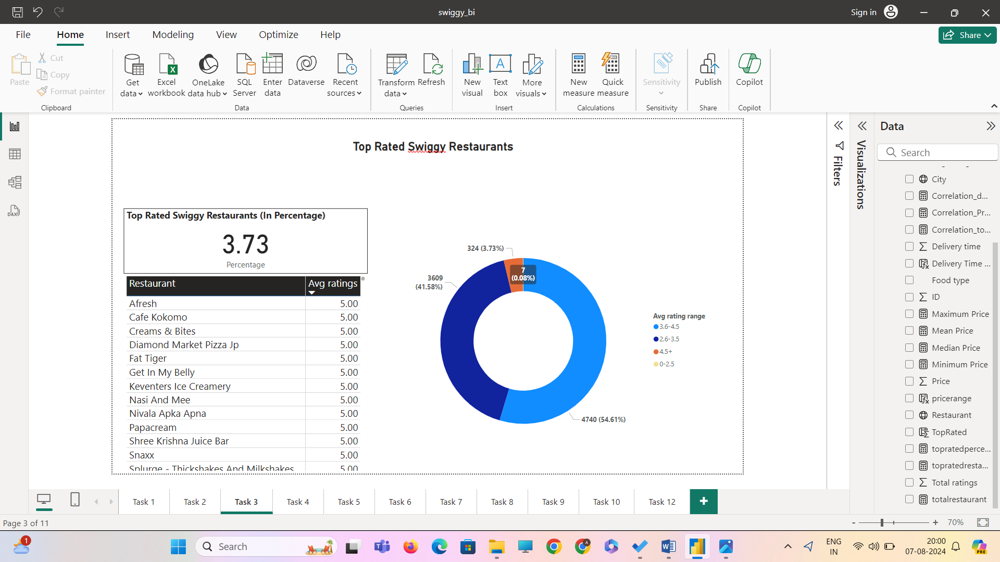 swiggy_bi
Sign in
File
Home
Insert
Modeling
View
Optimize
Help
Share
Paste
Cut
Copy
Format painter
Clipboard
Get data
Excel workbook
OneLake data hub
SQL Server
Enter data
Dataverse
Recent sources
Data
Transform data
Refresh
Queries
New visual
Text box
More visuals
Insert
New measure
Quick measure
Calculations
Sensitivity
Sensitivity
Publish
Share
Copilot
Copilot
DAX
Top Rated Swiggy Restaurants
Top Rated Swiggy Restaurants (In Percentage)
3.73
Percentage
Restaurant Avg ratings
Afresh 5.00
Cafe Kokomo 5.00
Creams & Bites 5.00
Diamond Market Pizza Jp 5.00
Fat Tiger 5.00
Get In My Belly 5.00
Keventers Ice Creamery 5.00
Nasi And Mee 5.00
Nivala Apka Apna 5.00
Papacream 5.00
Shree Krishna Juice Bar 5.00
Snaxx 5.00
Splurge - Thickshakes And Milkshakes 5.00
324 (3.73%)
7
(0.08%)
3609
(41.58%)
4740 (54.61%)
Avg rating range
3.6-4.5
2.6-3.5
4.5+
0-2.5
Filters
Visualizations
Data
Search
City
Correlation_d...
Correlation_Pr...
Correlation_to...
Delivery time
Delivery Time ...
Food type
ID
Maximum Price
Mean Price
Median Price
Minimum Price
Price
pricerange
Restaurant
TopRated
topratedperce...
topratedresta...
Total ratings
totalrestaurant
Task 1
Task 2
Task 3
Task 4
Task 5
Task 6
Task 7
Task 8
Task 9
Task 10
Task 12
+
Page 3 of 11
- + 70%
1
Search
A
ENG
IN
20:00
07-08-2024
PRE